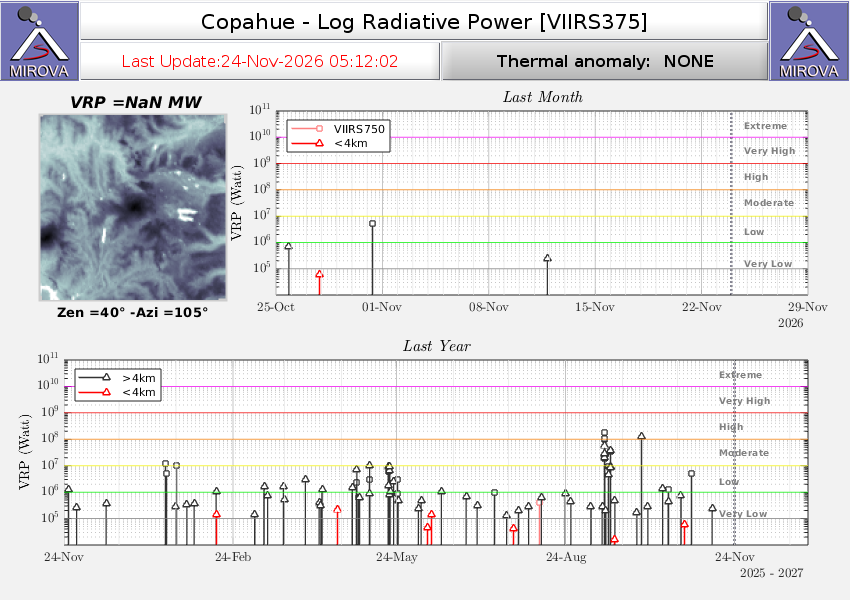 Copahue - Log Radiative Power [VIIRS375]
MIROVA
Last Update:24-Nov-2026 05:12:02
Thermal anomaly: NONE
MIROVA
VRP =NaN MW
Zen =40° -Azi =105°
Last Month
VRP (Watt)
10^11
10^10
10^9
10^8
10^7
10^6
10^5
VIIRS750
<4km
Extreme
Very High
High
Moderate
Low
Very Low
25-Oct 01-Nov 08-Nov 15-Nov 22-Nov 29-Nov
2026
Last Year
VRP (Watt)
10^11
10^10
10^9
10^8
10^7
10^6
10^5
>4km
<4km
Extreme
Very High
High
Moderate
Low
Very Low
24-Nov 24-Feb 24-May 24-Aug 24-Nov
2025 - 2027